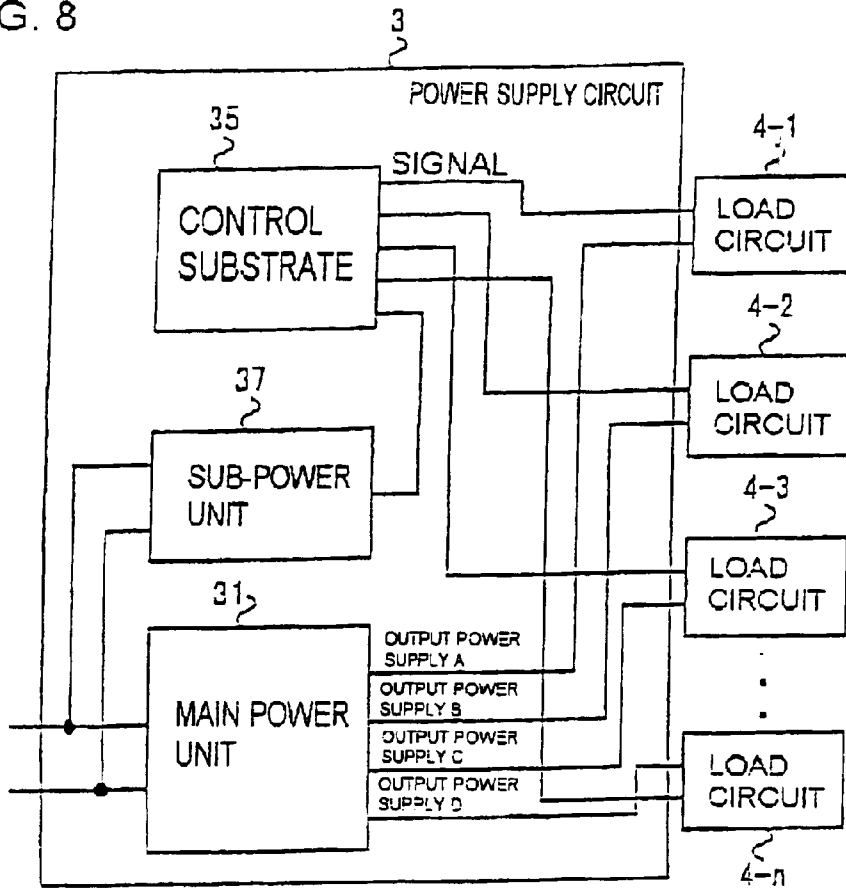 G. 8
3
POWER SUPPLY CIRCUIT
35
SIGNAL
CONTROL
SUBSTRATE
4-1
LOAD
CIRCUIT
4-2
LOAD
CIRCUIT
37
SUB-POWER
UNIT
4-3
LOAD
CIRCUIT
31
MAIN POWER
UNIT
OUTPUT POWER
SUPPLY A
OUTPUT POWER
SUPPLY B
OUTPUT POWER
SUPPLY C
OUTPUT POWER
SUPPLY D
LOAD
CIRCUIT
4-n